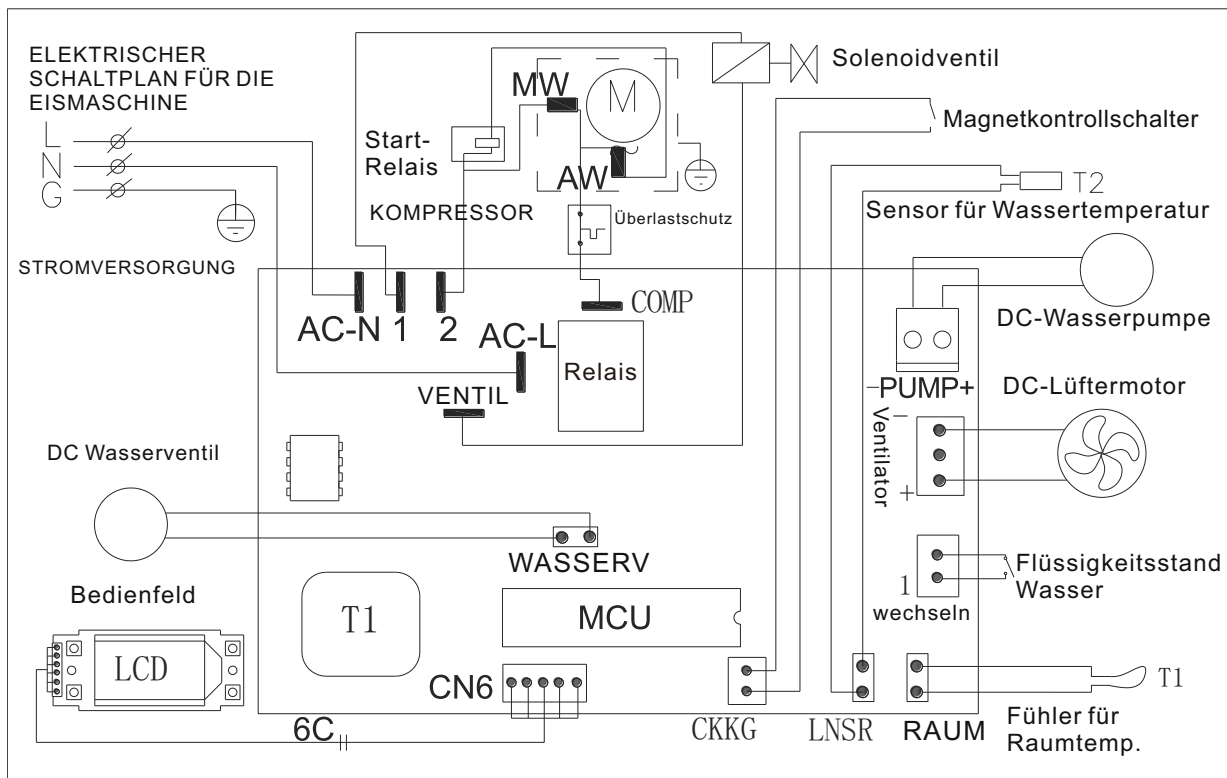 ELEKTRISCHER
SCHALTPLAN FÜR DIE
EISMASCHINE
L
N
G
STROMVERSORGUNG
Start-
Relais
MW
M
AW
KOMPRESSOR
Überlastschutz
Solenoidventil
Magnetkontrollschalter
T2
Sensor für Wassertemperatur
DC-Wasserpumpe
AC-N
1
2
COMP
AC-L
Relais
VENTIL
−PUMP+
DC-Lüftermotor
−
Ventilator
+
DC Wasserventil
WASSERV
Flüssigkeitsstand
Wasser
1
wechseln
Bedienfeld
LCD
T1
MCU
CN6
6C
CKKG
LNSR
RAUM
T1
Fühler für
Raumtemp.